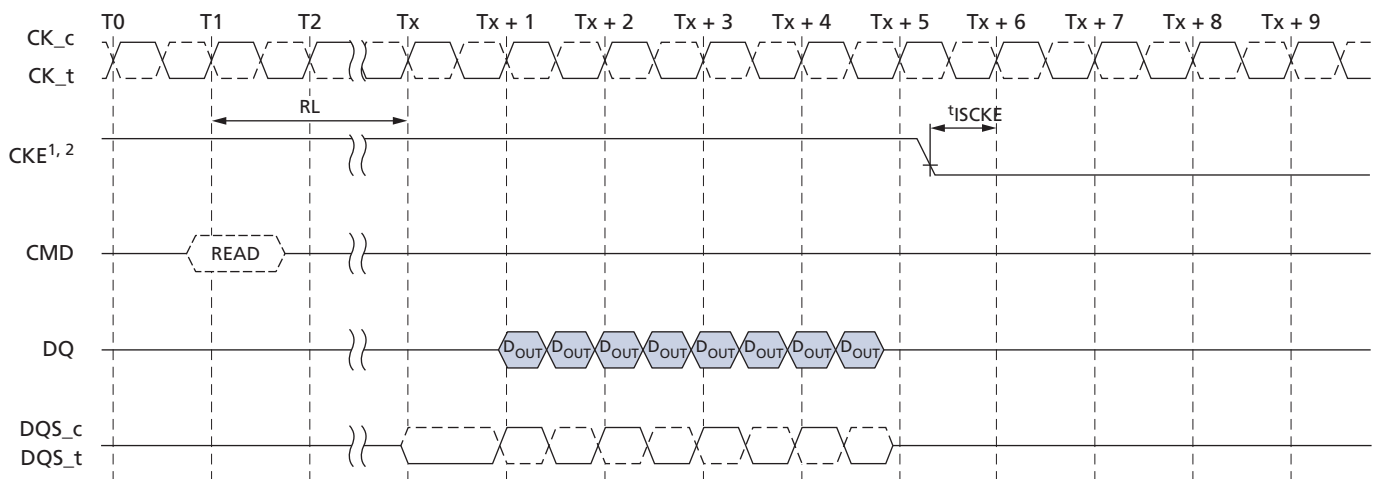 T0 T1 T2 Tx Tx + 1 Tx + 2 Tx + 3 Tx + 4 Tx + 5 Tx + 6 Tx + 7 Tx + 8 Tx + 9
CK_c
CK_t
RL
tISCKE
CKE1, 2
CMD
READ
DQ
DOUT DOUT DOUT DOUT DOUT DOUT DOUT DOUT
DQS_c
DQS_t